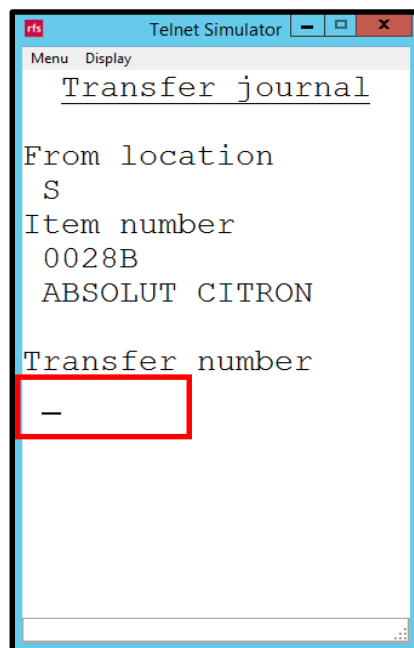 rfs Telnet Simulator
Menu Display
Transfer journal
From location
S
Item number
0028B
ABSOLUT CITRON
Transfer number
_